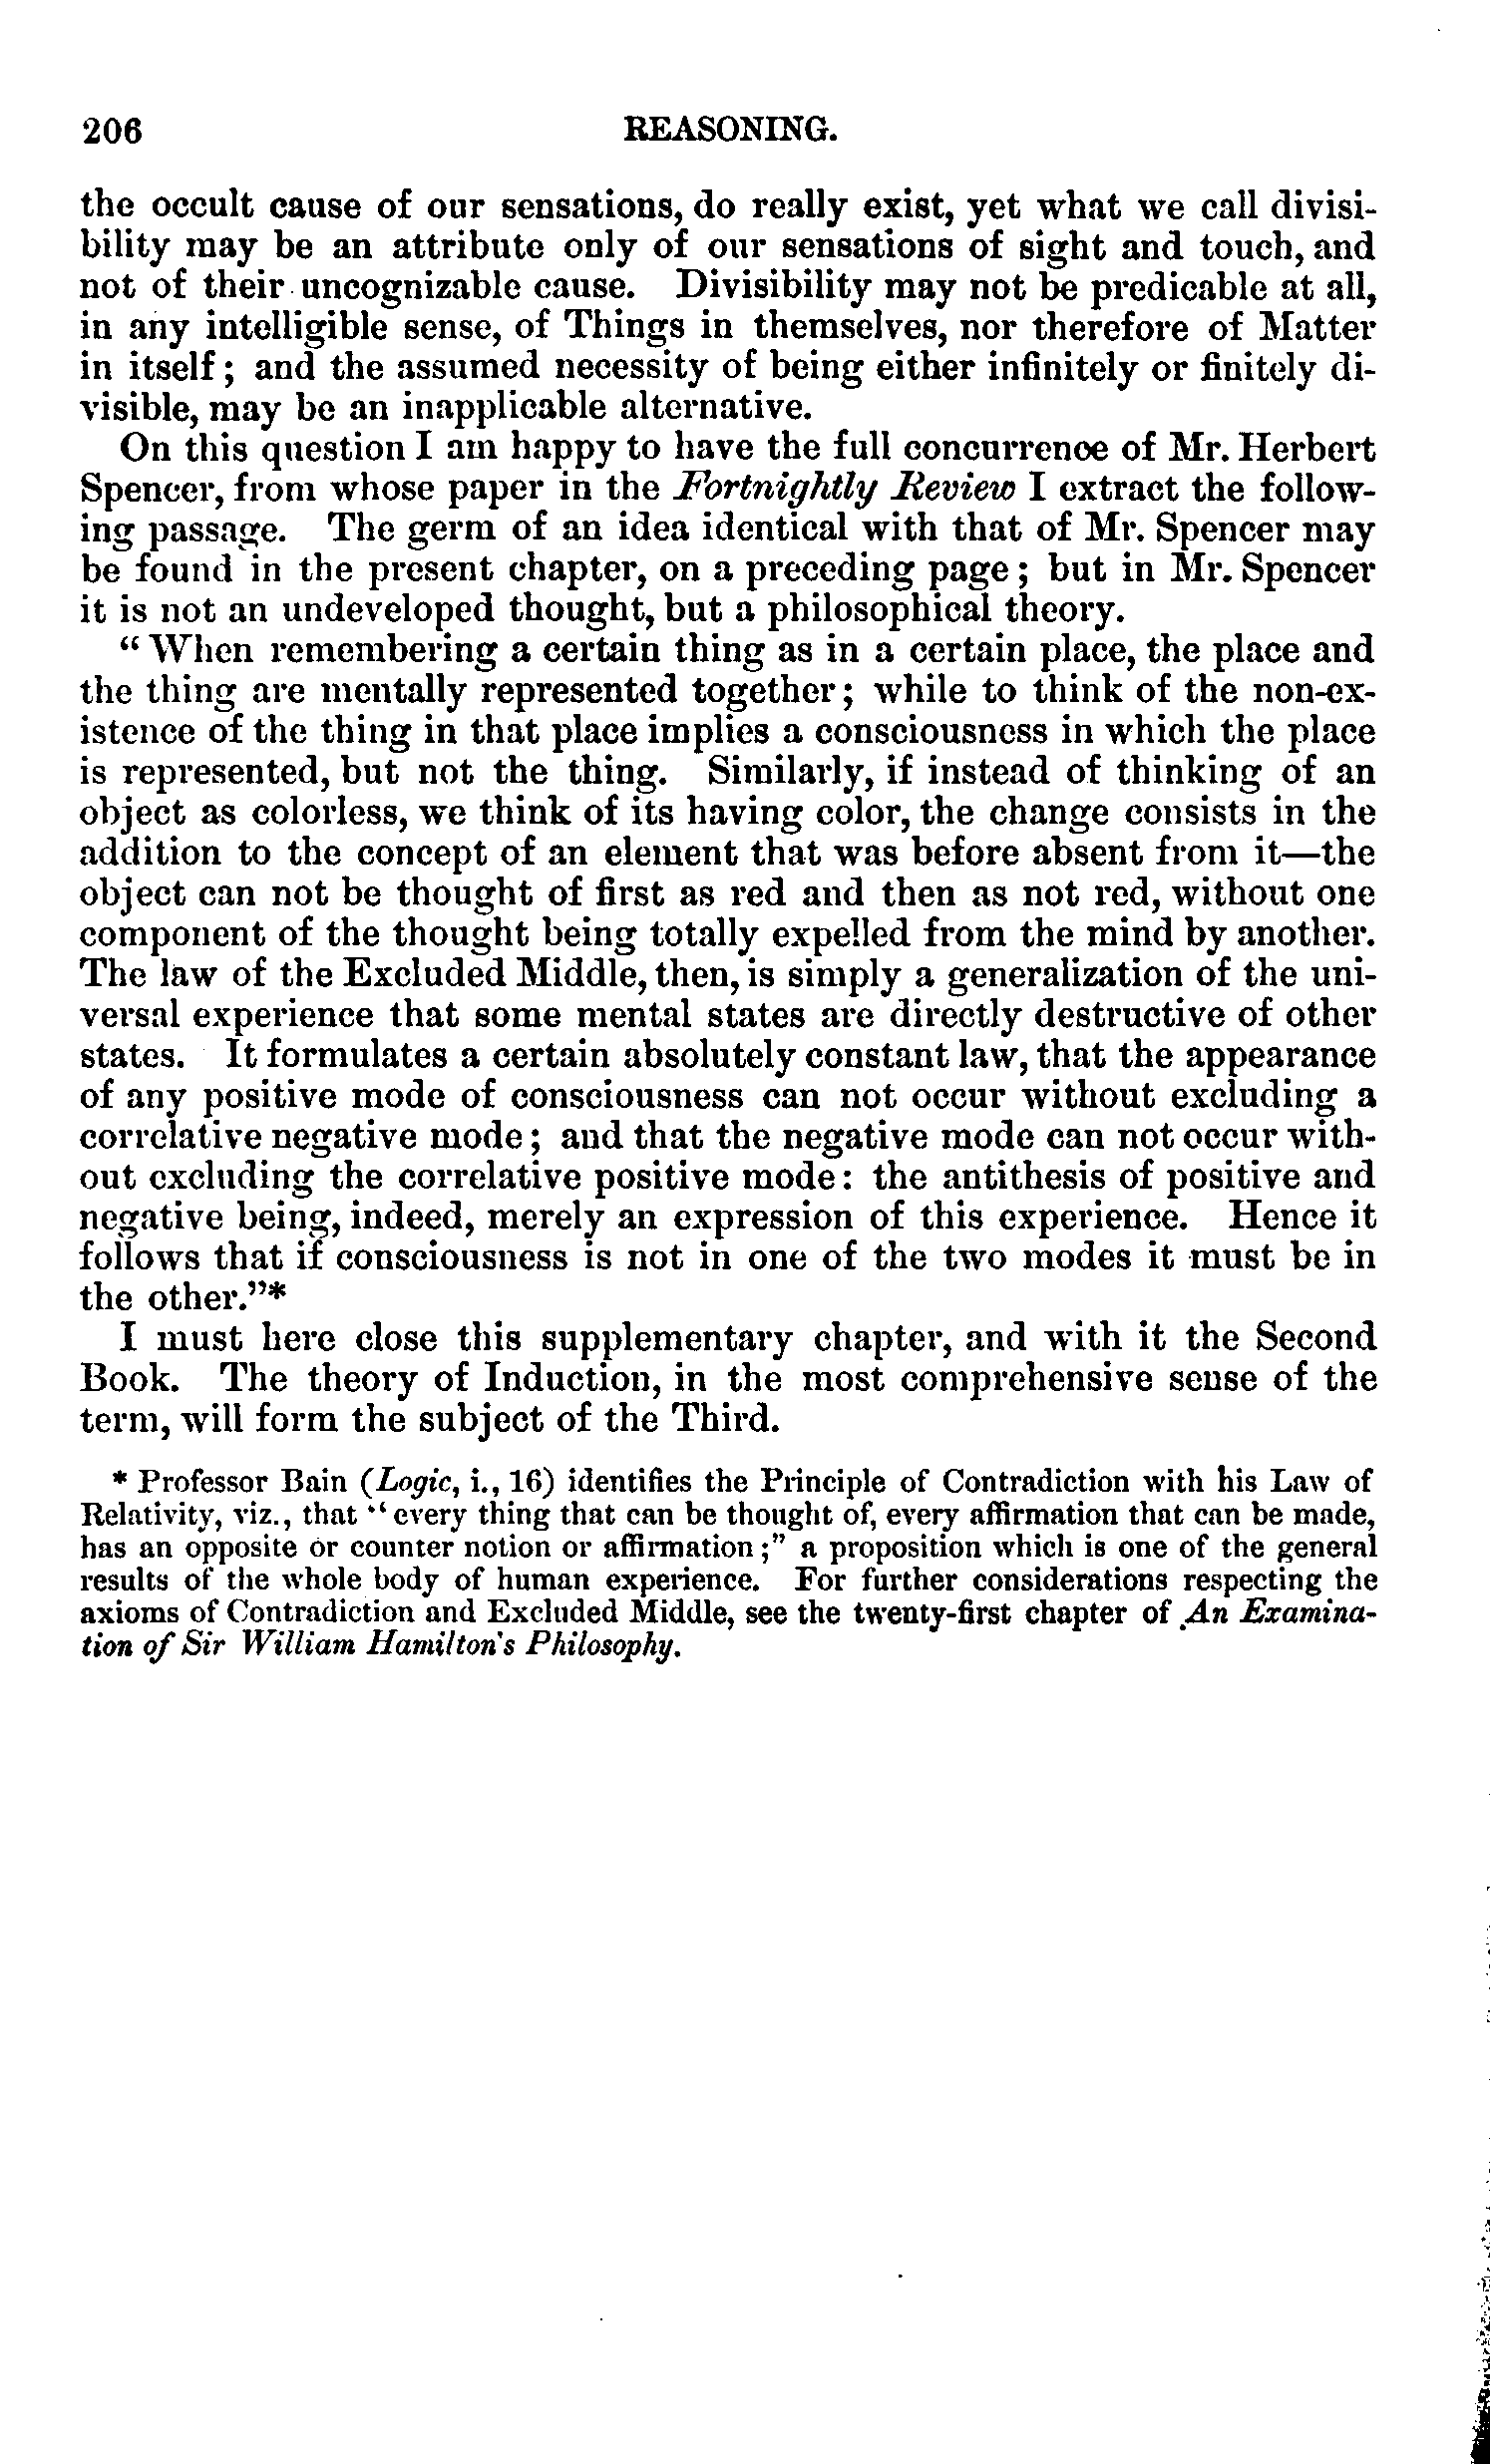 206 REASONING.
the occult cause of our sensations, do really exist, yet what we call divisi-
bility may be an attribute only of our sensations of sight and touch, and
not of their uncognizable cause. Divisibility may not be predicable at all,
in any intelligible sense, of Things in themselves, nor therefore of Matter
in itself; and the assumed necessity of being either infinitely or finitely di-
visible, may be an inapplicable alternative.
On this question I am happy to have the full concurrence of Mr. Herbert
Spencer, from whose paper in the Fortnightly Review I extract the follow-
ing passage. The germ of an idea identical with that of Mr. Spencer may
be found in the present chapter, on a preceding page; but in Mr. Spencer
it is not an undeveloped thought, but a philosophical theory.
“When remembering a certain thing as in a certain place, the place and
the thing are mentally represented together; while to think of the non-ex-
istence of the thing in that place implies a consciousness in which the place
is represented, but not the thing. Similarly, if instead of thinking of an
object as colorless, we think of its having color, the change consists in the
addition to the concept of an element that was before absent from it—the
object can not be thought of first as red and then as not red, without one
component of the thought being totally expelled from the mind by another.
The law of the Excluded Middle, then, is simply a generalization of the uni-
versal experience that some mental states are directly destructive of other
states. It formulates a certain absolutely constant law, that the appearance
of any positive mode of consciousness can not occur without excluding a
correlative negative mode; and that the negative mode can not occur with-
out excluding the correlative positive mode: the antithesis of positive and
negative being, indeed, merely an expression of this experience. Hence it
follows that if consciousness is not in one of the two modes it must be in
the other.”*
I must here close this supplementary chapter, and with it the Second
Book. The theory of Induction, in the most comprehensive sense of the
term, will form the subject of the Third.
* Professor Bain (Logic, i., 16) identifies the Principle of Contradiction with his Law of
Relativity, viz., that “every thing that can be thought of, every affirmation that can be made,
has an opposite or counter notion or affirmation;” a proposition which is one of the general
results of the whole body of human experience. For further considerations respecting the
axioms of Contradiction and Excluded Middle, see the twenty-first chapter of An Examina-
tion of Sir William Hamilton's Philosophy.